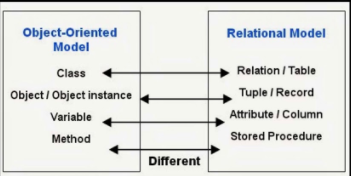 Object-Oriented
Model
Class
Object / Object instance
Variable
Method
Relational Model
Relation / Table
Tuple / Record
Attribute / Column
Stored Procedure
Different